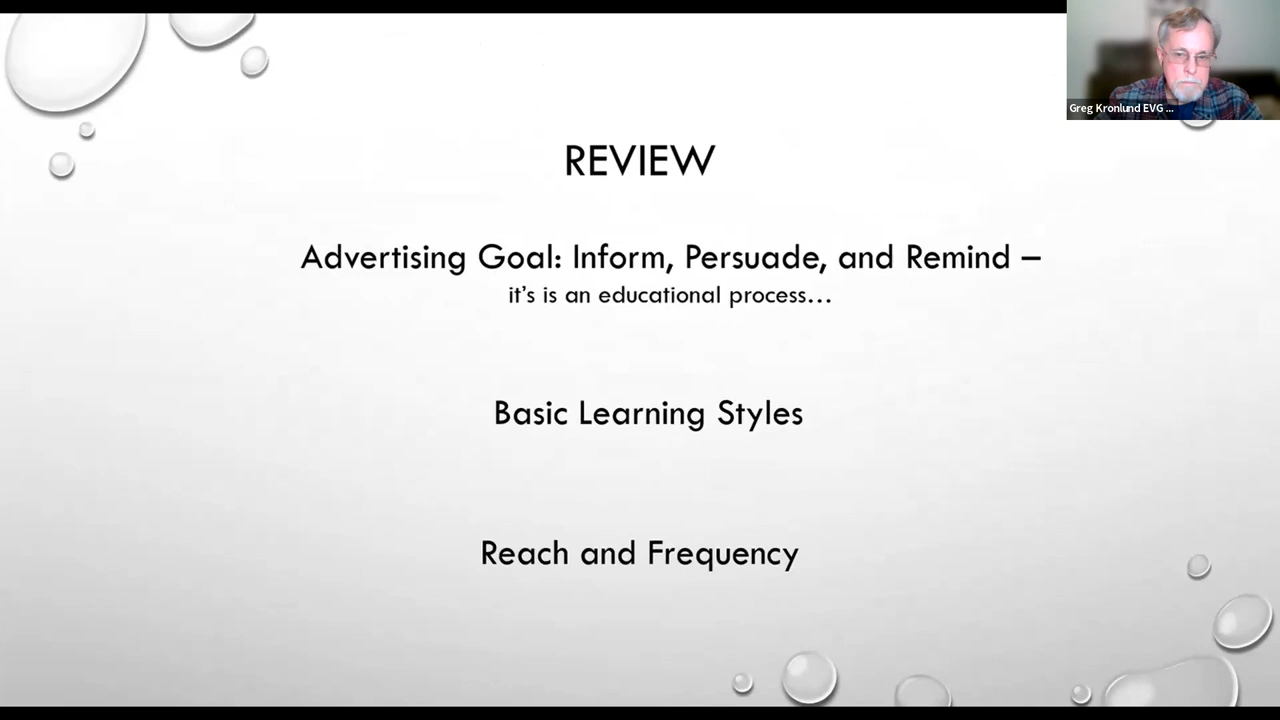 Greg Kronlund EVG ...
REVIEW
Advertising Goal: Inform, Persuade, and Remind –
it's is an educational process...
Basic Learning Styles
Reach and Frequency